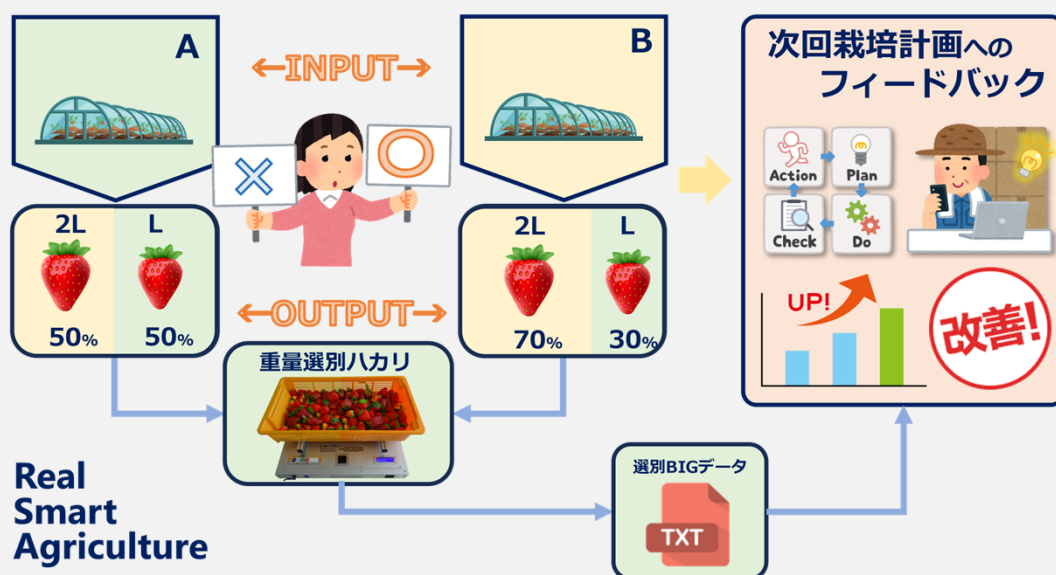 A
←INPUT→
B
2L
L
50%
50%
←OUTPUT→
2L
L
70%
30%
重量選別ハカリ
選別BIGデータ
TXT
次回栽培計画への
フィードバック
Action
Plan
Check
Do
UP!
改善!
Real
Smart
Agriculture